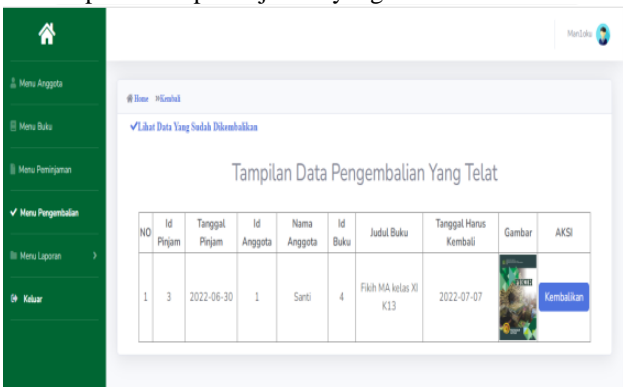 Man1oku
Menu Anggota
Menu Buku
Menu Peminjaman
Menu Pengembalian
Menu Laporan
Keluar
Home »Kembali
Lihat Data Yang Sudah Dikembalikan
Tampilan Data Pengembalian Yang Telat
NO Id Pinjam Tanggal Pinjam Id Anggota Nama Anggota Id Buku Judul Buku Tanggal Harus Kembali Gambar AKSI
1 3 2022-06-30 1 Santi 4 Fikih MA kelas XI K13 2022-07-07 FIKIH Kembalikan